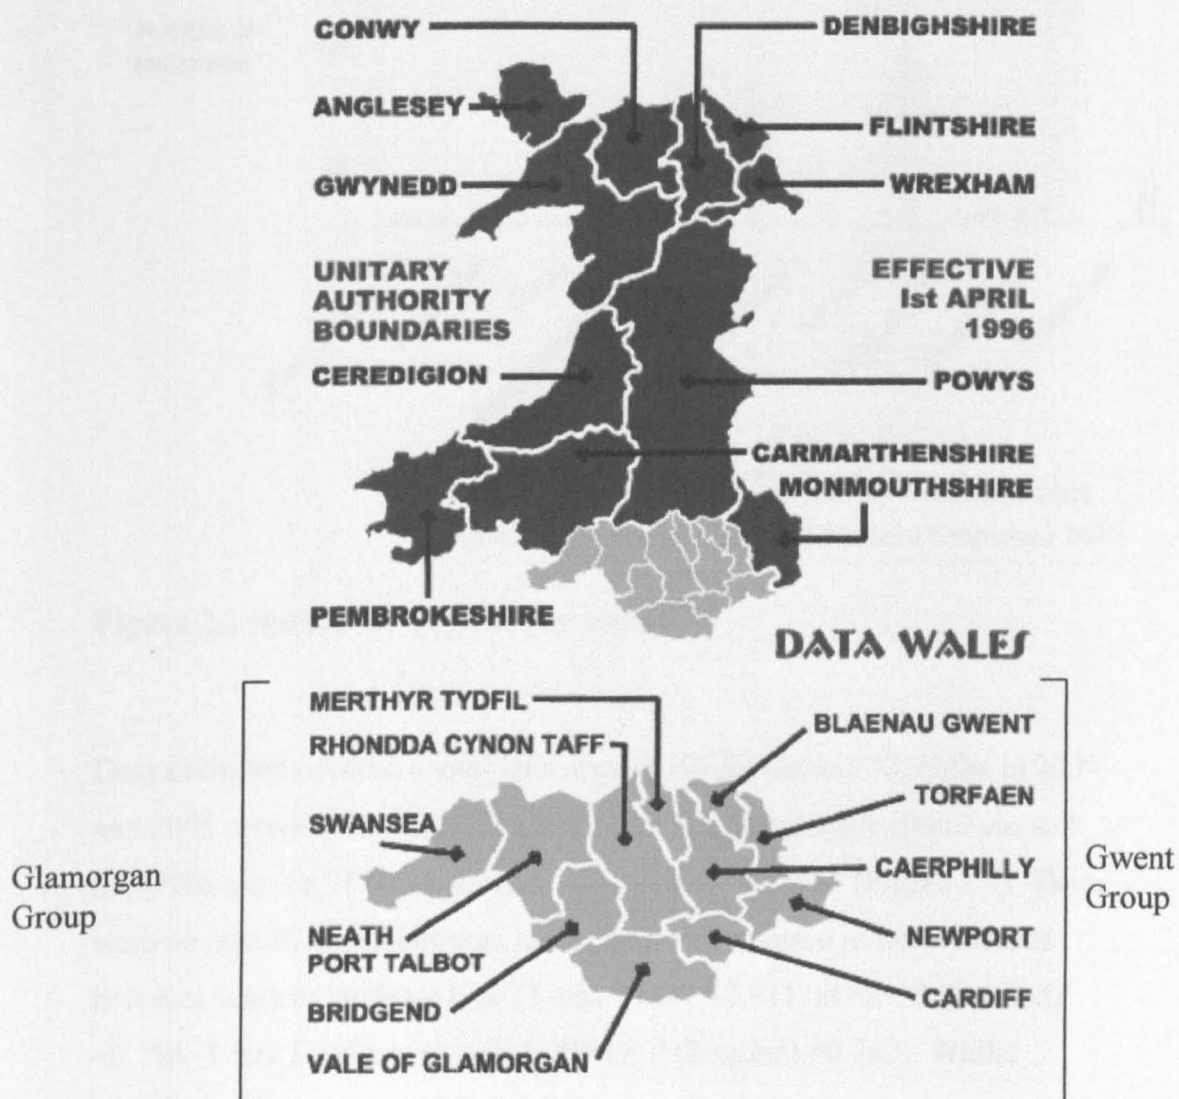 CONWY
DENBIGHSHIRE
ANGLESEY
FLINTSHIRE
GWYNEDD
WREXHAM
UNITARY
AUTHORITY
BOUNDARIES
EFFECTIVE
Ist APRIL
1996
CEREDIGION
POWYS
CARMARTHENSHIRE
MONMOUTHSHIRE
PEMBROKESHIRE
DATA WALES
MERTHYR TYDFIL
BLAENAU GWENT
RHONDDA CYNON TAFF
TORFAEN
SWANSEA
CAERPHILLY
Glamorgan
Group
Gwent
Group
NEATH
PORT TALBOT
NEWPORT
BRIDGEND
CARDIFF
VALE OF GLAMORGAN